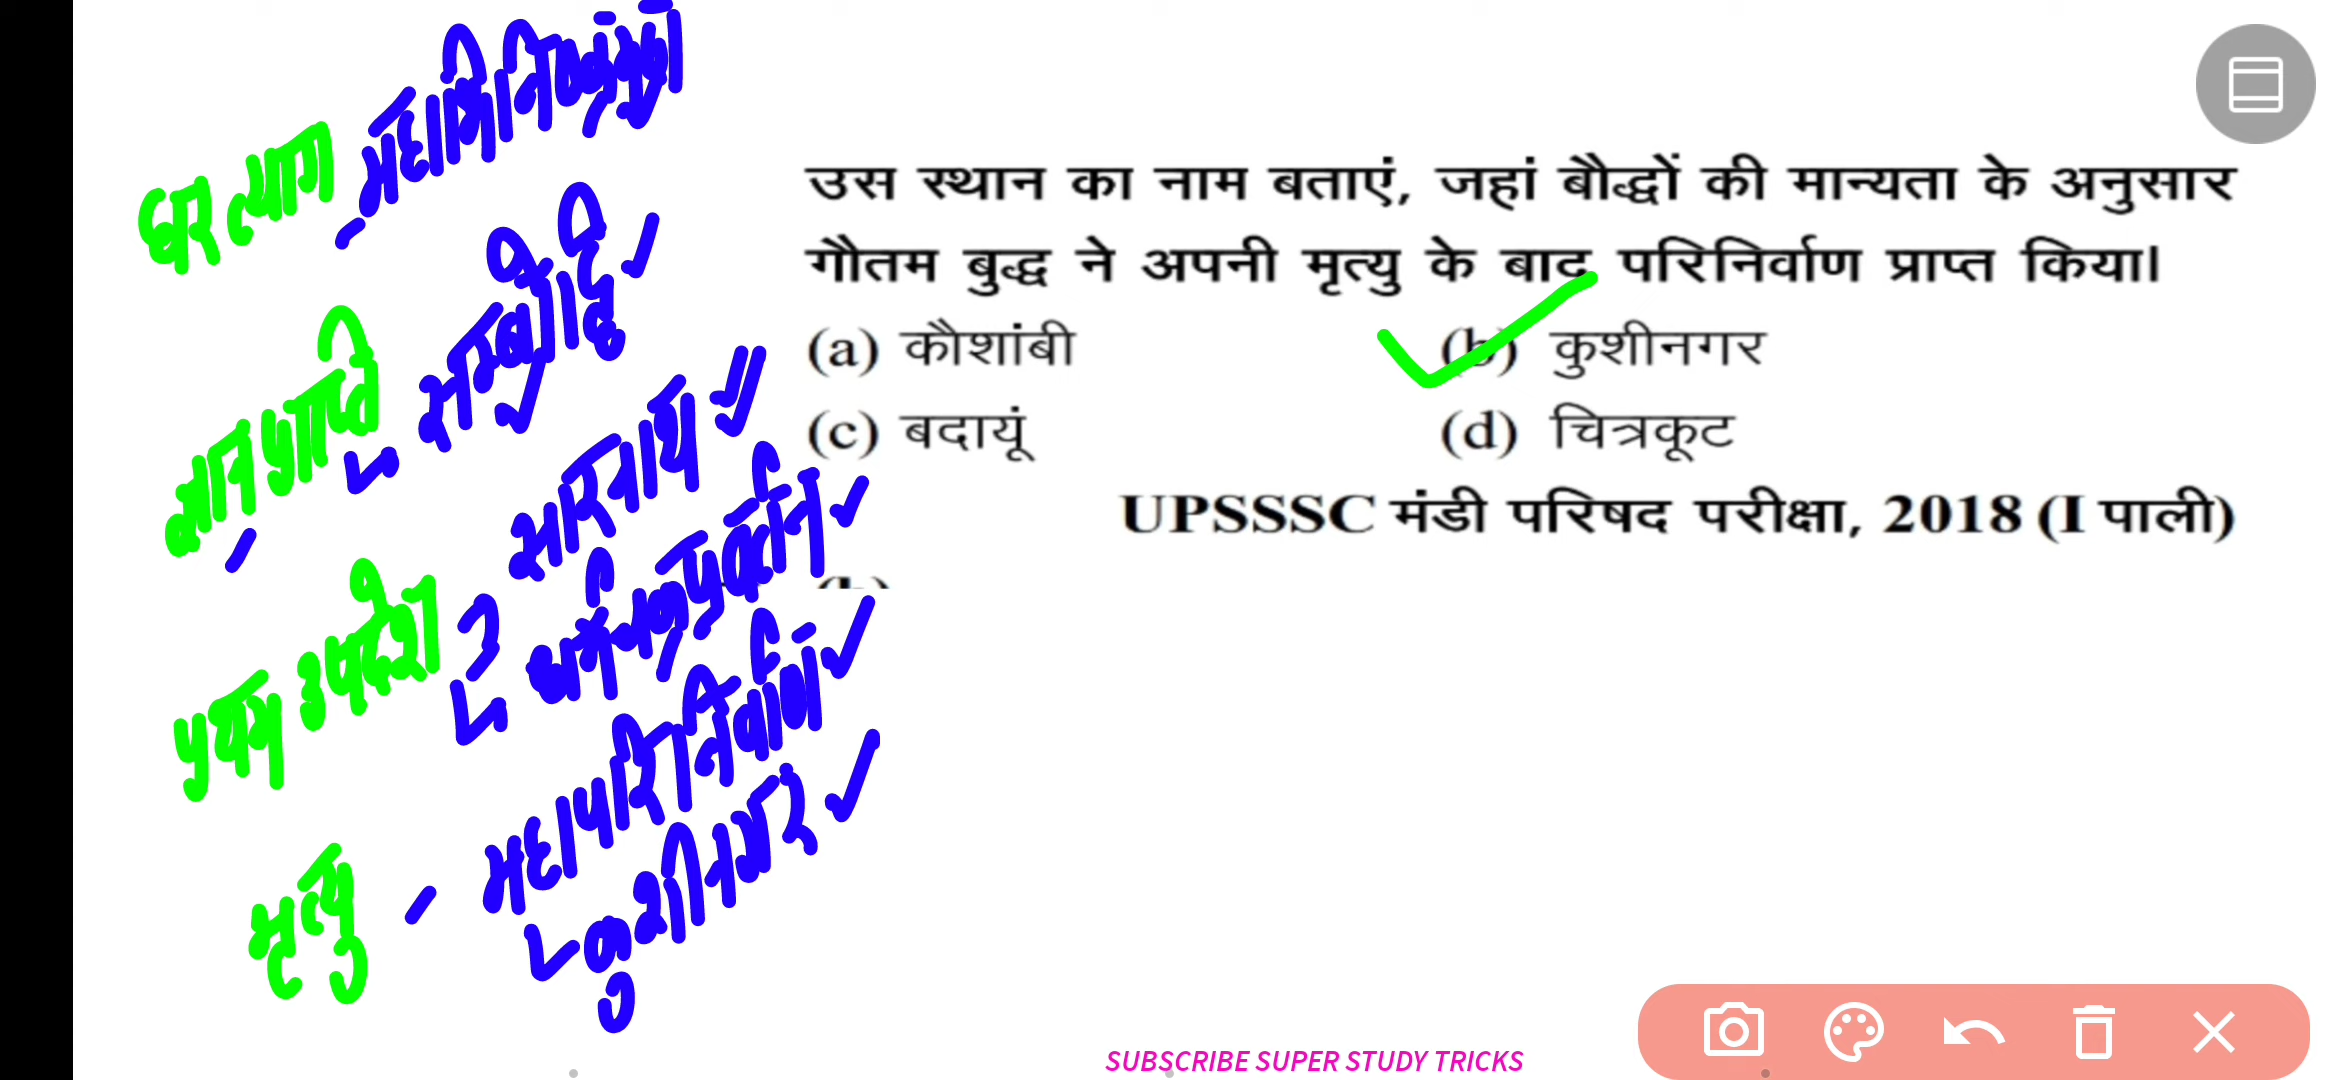 घर त्याग - महाभिनिष्क्रमण
ज्ञान प्राप्ति - सम्बोधि
प्रथम उपदेश - सारनाथ
धर्मचक्रप्रवर्तन
मृत्यु - महापरिनिर्वाण
कुशीनगर
उस स्थान का नाम बताएं, जहां बौद्धों की मान्यता के अनुसार
गौतम बुद्ध ने अपनी मृत्यु के बाद परिनिर्वाण प्राप्त किया।
(a) कौशांबी (b) कुशीनगर
(c) बदायूं (d) चित्रकूट
UPSSSC मंडी परिषद परीक्षा, 2018 (I पाली)
SUBSCRIBE SUPER STUDY TRICKS